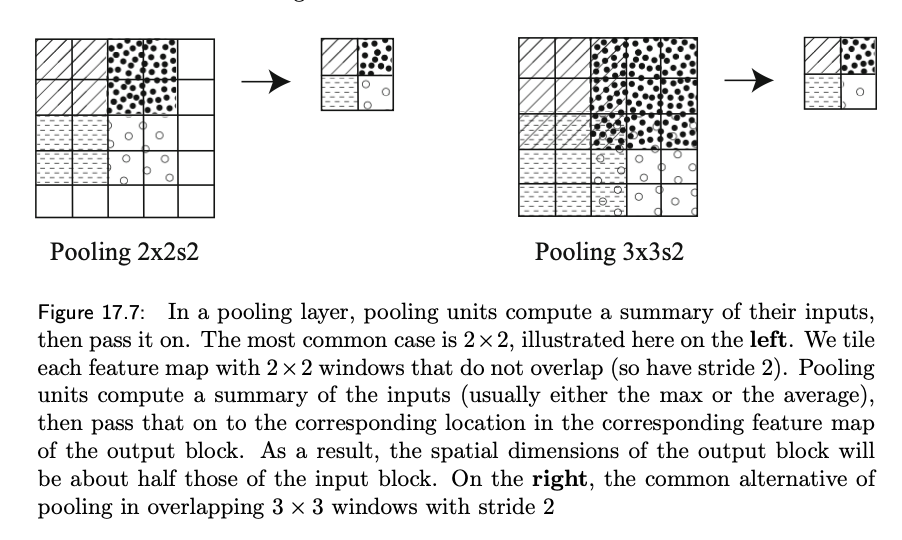 Pooling 2x2s2
Pooling 3x3s2
Figure 17.7: In a pooling layer, pooling units compute a summary of their inputs,
then pass it on. The most common case is 2×2, illustrated here on the left. We tile
each feature map with 2×2 windows that do not overlap (so have stride 2). Pooling
units compute a summary of the inputs (usually either the max or the average),
then pass that on to the corresponding location in the corresponding feature map
of the output block. As a result, the spatial dimensions of the output block will
be about half those of the input block. On the right, the common alternative of
pooling in overlapping 3 × 3 windows with stride 2